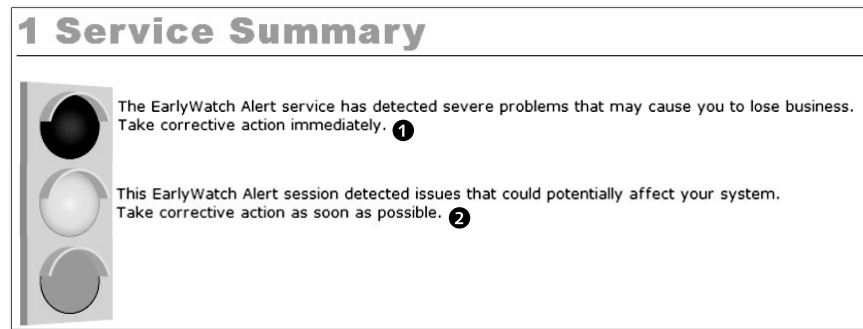 1 Service Summary
The EarlyWatch Alert service has detected severe problems that may cause you to lose business.
Take corrective action immediately. ❶
This EarlyWatch Alert session detected issues that could potentially affect your system.
Take corrective action as soon as possible. ❷